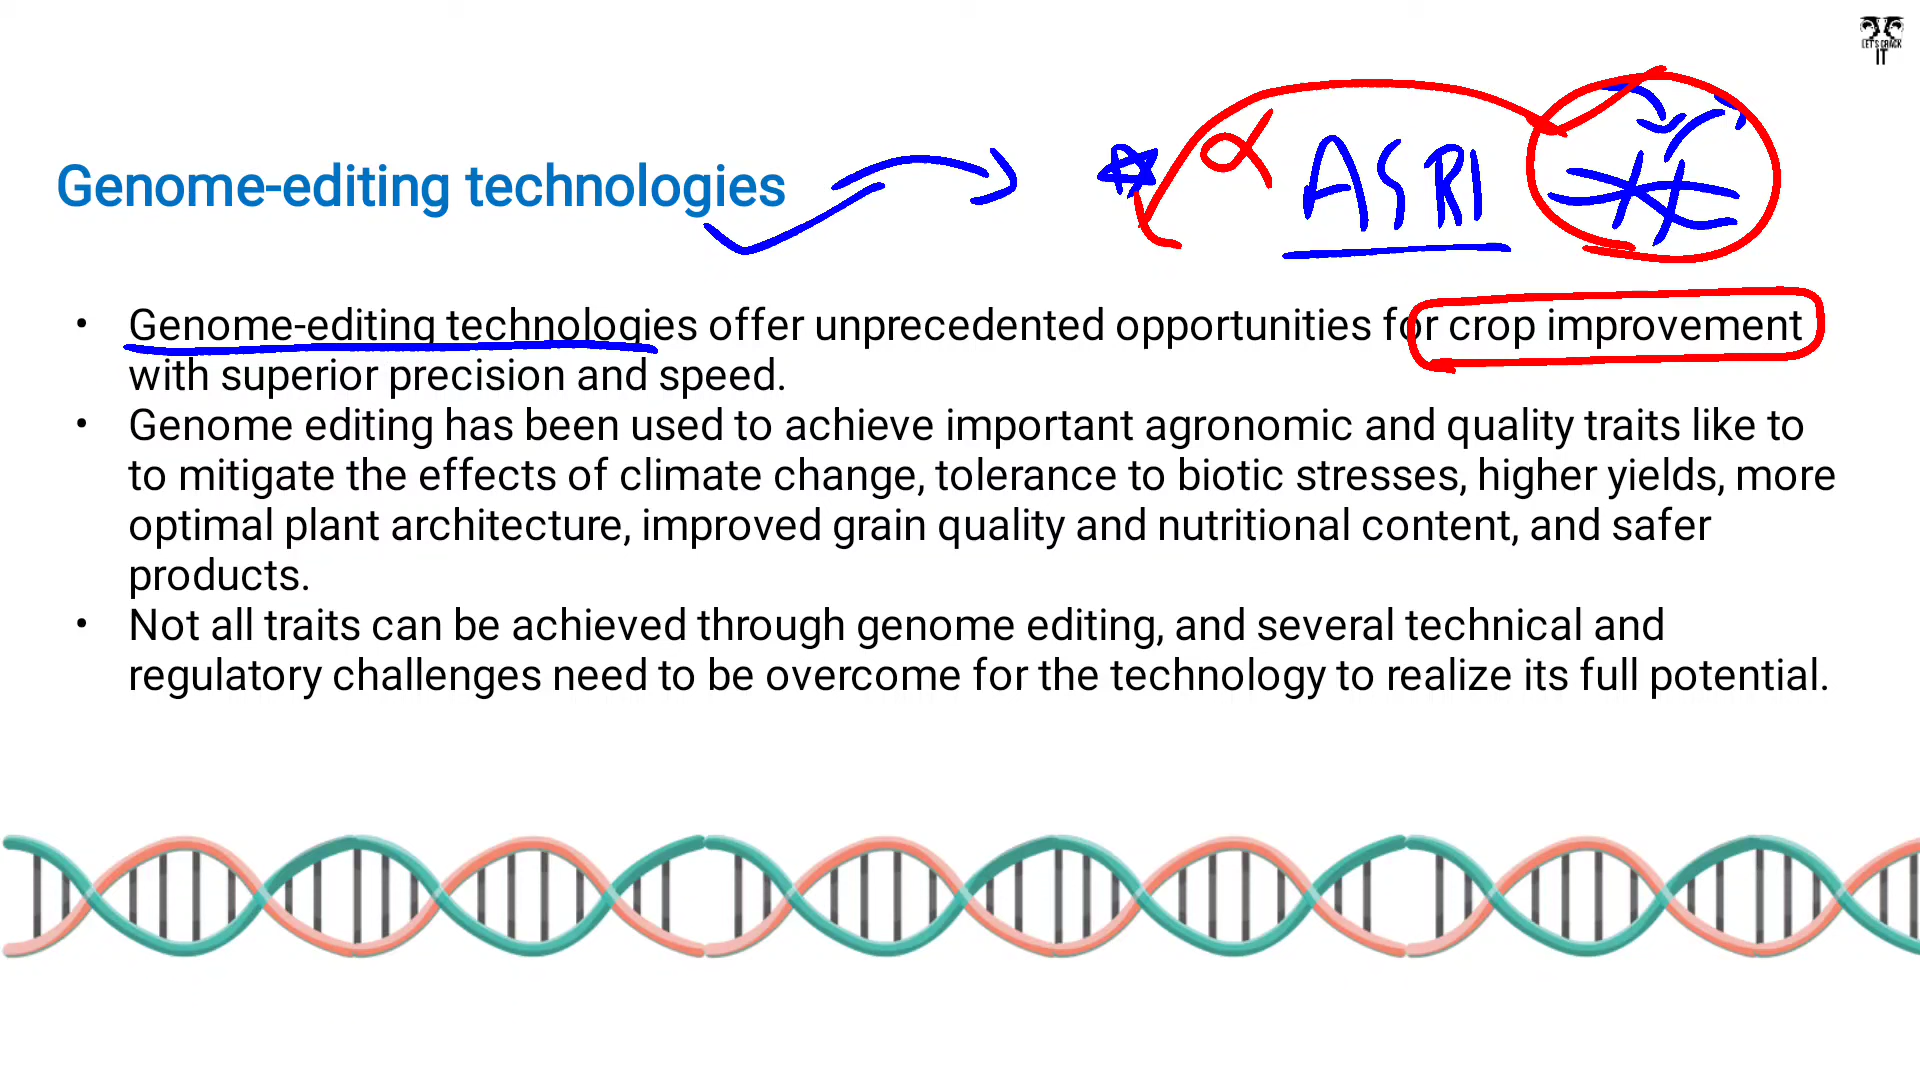 LET'S CRACK
IT
ASRI
Genome-editing technologies
• Genome-editing technologies offer unprecedented opportunities for crop improvement
with superior precision and speed.
• Genome editing has been used to achieve important agronomic and quality traits like to
to mitigate the effects of climate change, tolerance to biotic stresses, higher yields, more
optimal plant architecture, improved grain quality and nutritional content, and safer
products.
• Not all traits can be achieved through genome editing, and several technical and
regulatory challenges need to be overcome for the technology to realize its full potential.